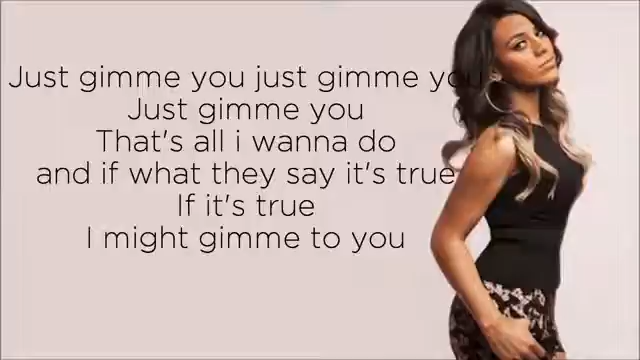 Just gimme you just gimme you
Just gimme you
That's all i wanna do
and if what they say it's true
If it's true
I might gimme to you